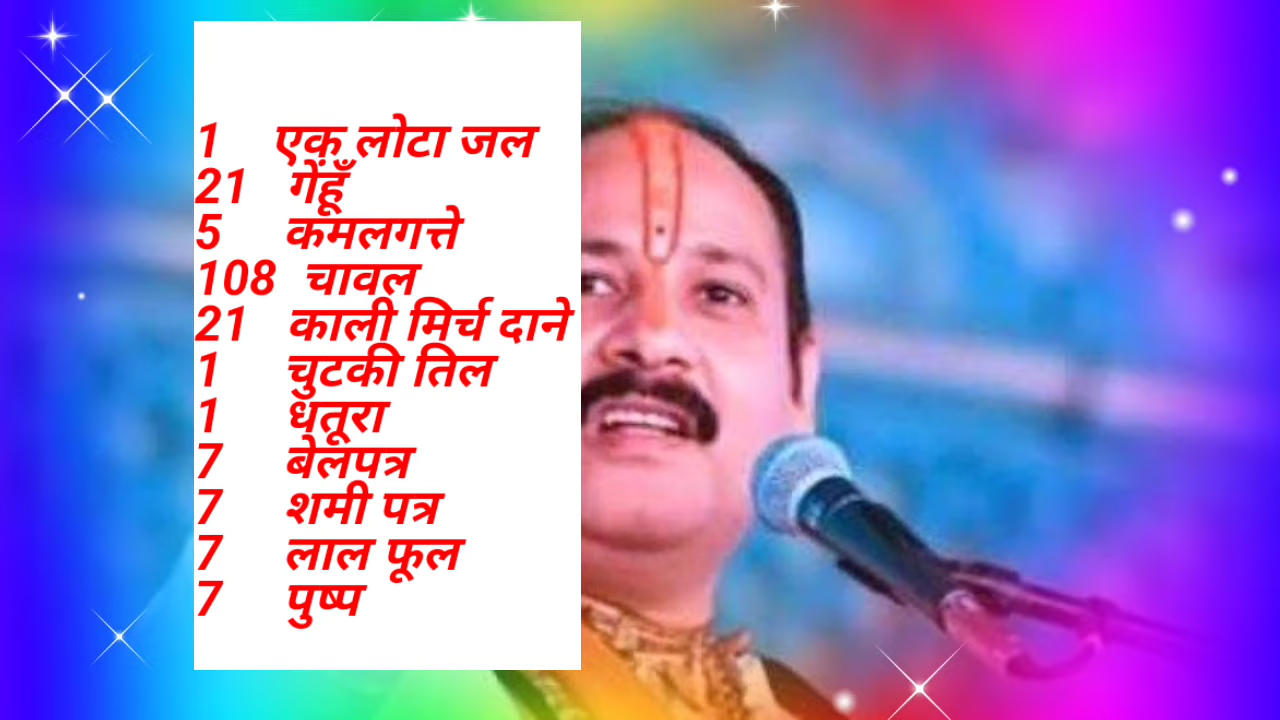 1 एक लोटा जल
21 गेंहूँ
5 कमलगत्ते
108 चावल
21 काली मिर्च दाने
1 चुटकी तिल
1 धतूरा
7 बेलपत्र
7 शमी पत्र
7 लाल फूल
7 पुष्प